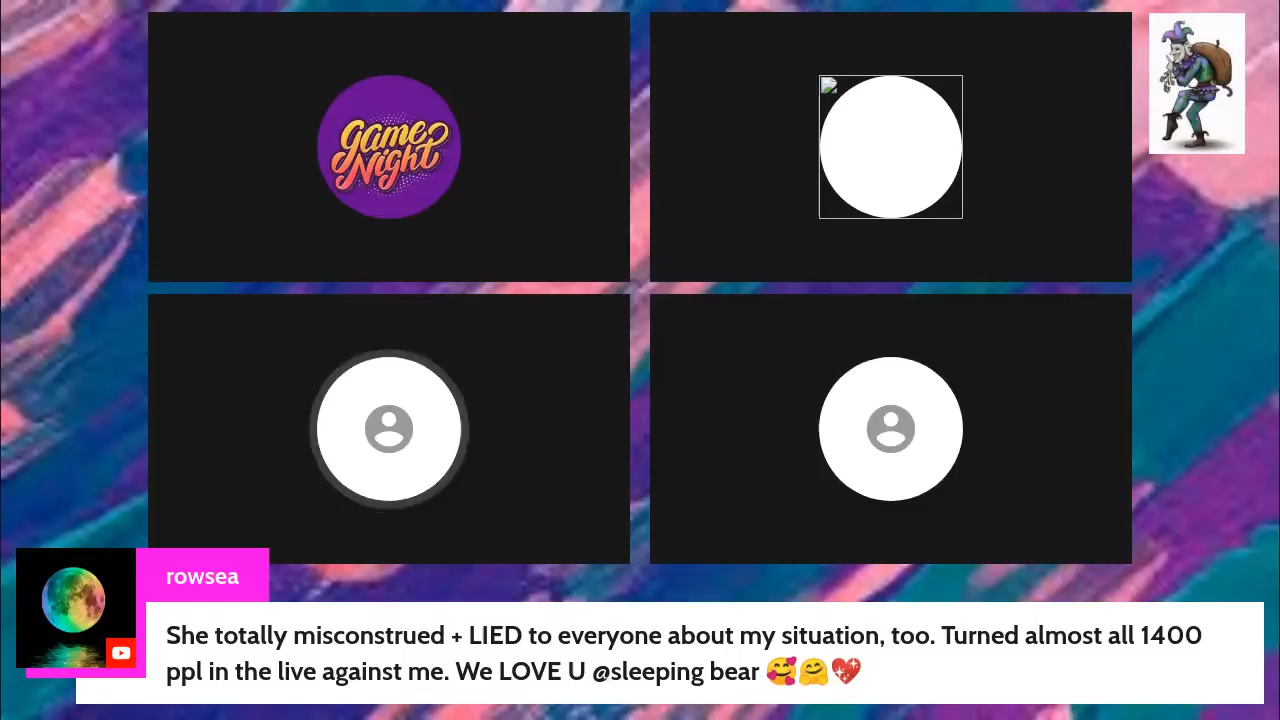 Game
Night
rowsea
She totally misconstrued + LIED to everyone about my situation, too. Turned almost all 1400
ppl in the live against me. We LOVE U @sleeping bear 🥰🤗💖